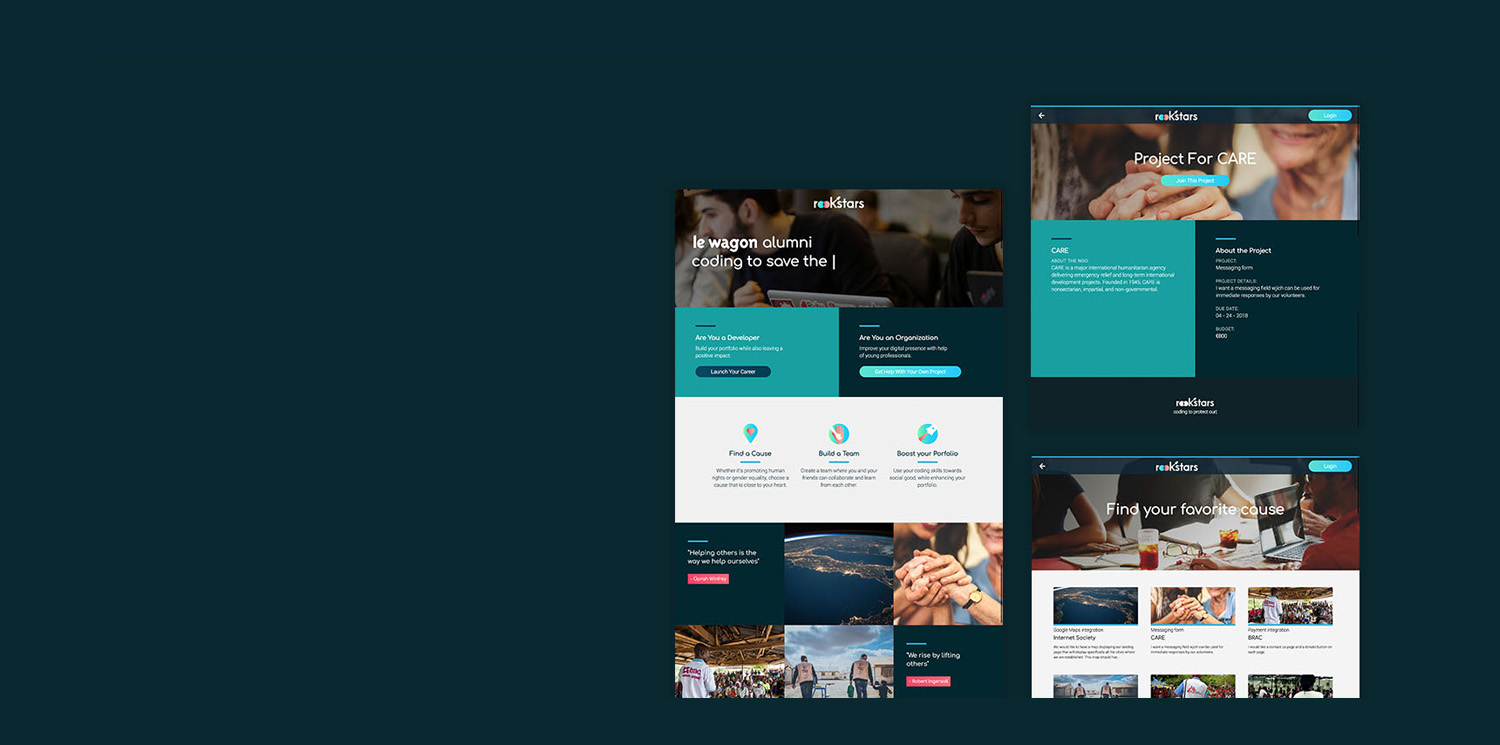 rookstars
le wagon alumni
coding to save the |
Are You a Developer
Build your portfolio while also leaving a
positive impact.
Launch Your Career
Are You an Organization
Improve your digital presence with help
of young professionals.
Get Help With Your Own Project
Find a Cause
Whether it's promoting human
rights or gender equality, choose a
cause that is close to your heart.
Build a Team
Create a team where you and your
friends can collaborate and learn
from each other.
Boost your Porfolio
Use your coding skills towards
social good, while enhancing your
portfolio.
"Helping others is the
way we help ourselves"
- Oprah Winfrey
"We rise by lifting
others"
- Robert Ingersoll
rookstars
Login
Project For CARE
Join This Project
CARE
ABOUT THE NGO:
CARE is a major international humanitarian agency
delivering emergency relief and long-term international
development projects. Founded in 1945, CARE is
nonsectarian, impartial, and non-governmental.
About the Project
PROJECT:
Messaging form
PROJECT DETAILS:
I want a messaging field wjich can be used for
immediate responses by our volunteers.
DUE DATE:
04 - 24 - 2018
BUDGET:
€800
rookstars
coding to protect our|
rookstars
Login
Find your favorite cause
Google Maps integration
Internet Society
We would like to have a map displaying our landing
page that will display specifically all the cities where
we are established. This map should hav...
Messaging form
CARE
I want a messaging field wjich can be used for
immediate responses by our volunteers.
Payment integration
BRAC
I would like a contact us page and a donate button on
each page.